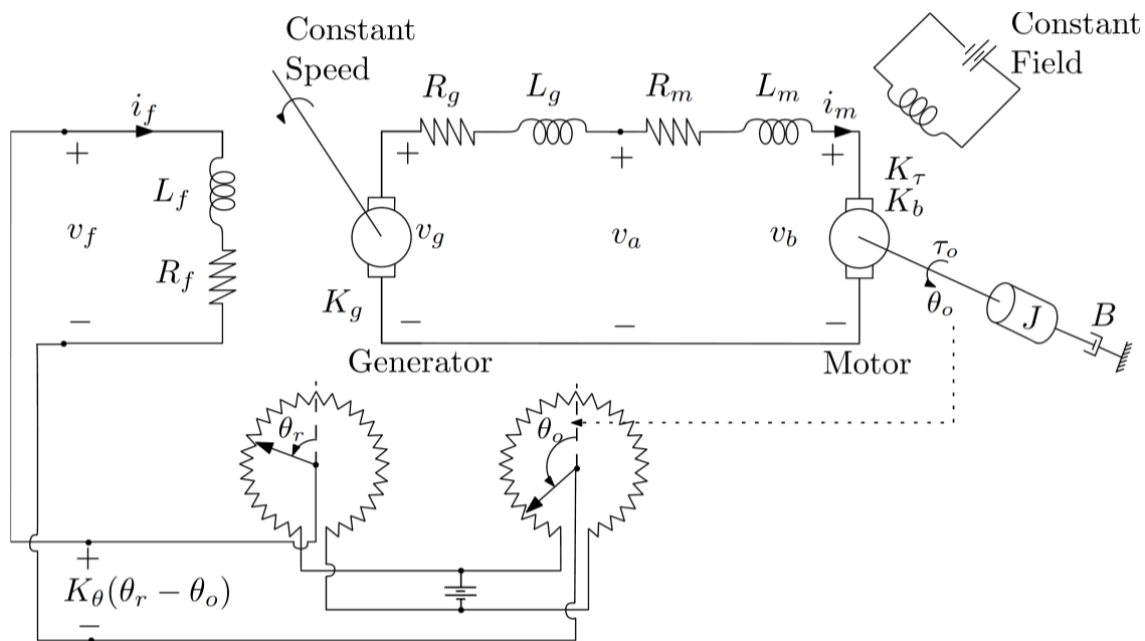 Constant
Speed
Constant
Field
i_f
R_g
L_g
R_m
L_m
i_m
+
+
+
+
K_τ
K_b
L_f
v_f
v_g
v_a
v_b
τ_o
R_f
θ_o
J
B
K_g
−
−
−
−
Generator
Motor
θ_r
θ_o
+
K_θ(θ_r − θ_o)
−